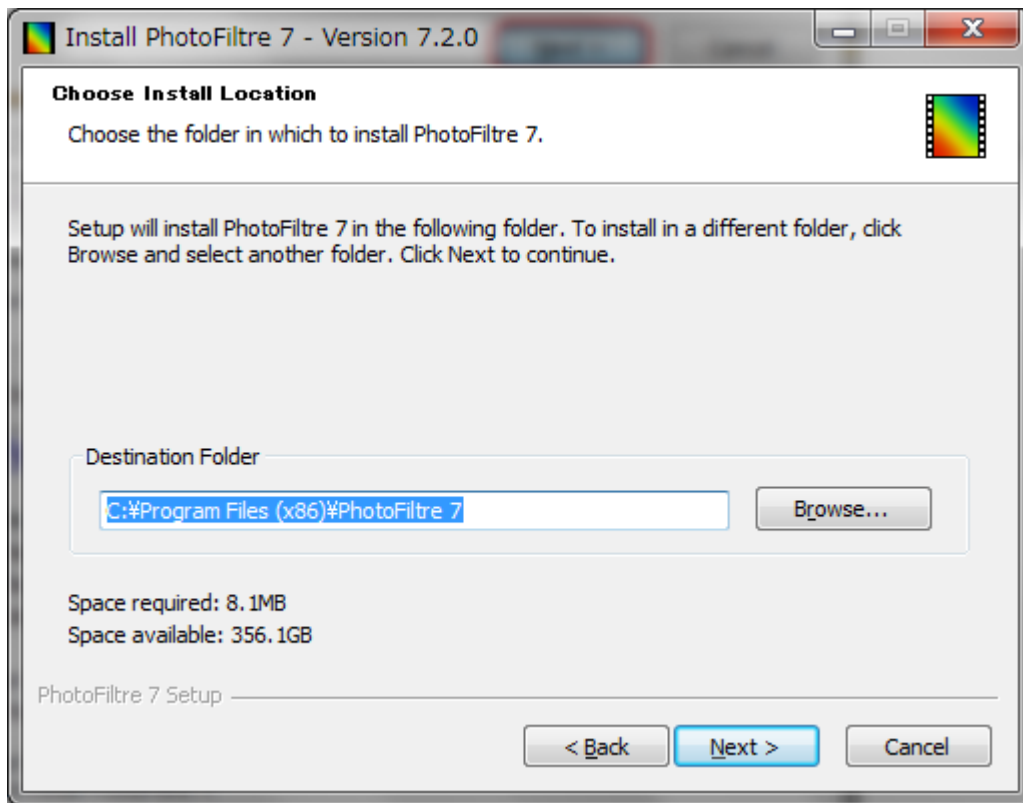 Install PhotoFiltre 7 - Version 7.2.0
Choose Install Location
Choose the folder in which to install PhotoFiltre 7.
Setup will install PhotoFiltre 7 in the following folder. To install in a different folder, click
Browse and select another folder. Click Next to continue.
Destination Folder
C:¥Program Files (x86)¥PhotoFiltre 7
Browse...
Space required: 8.1MB
Space available: 356.1GB
PhotoFiltre 7 Setup
< Back
Next >
Cancel